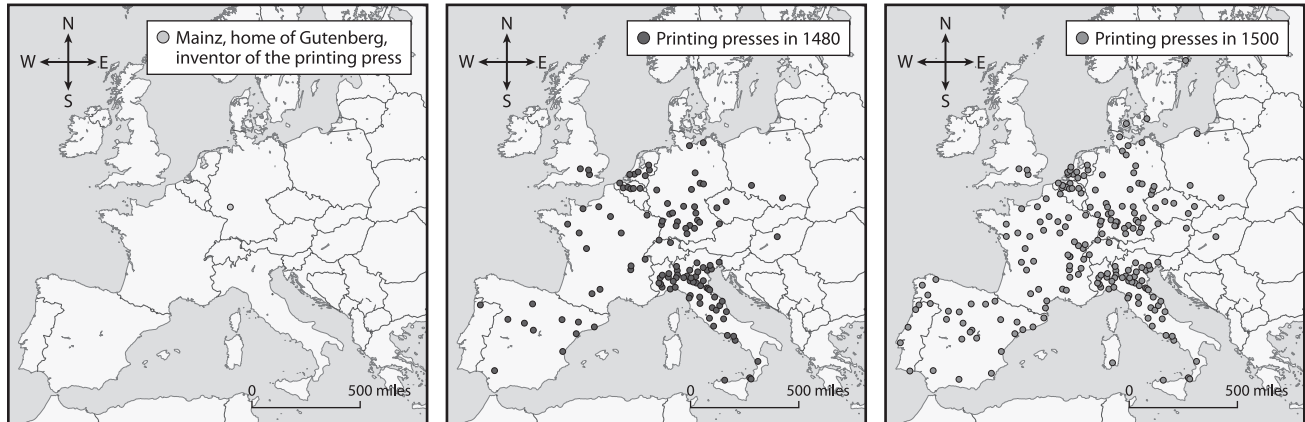 N
W E
S
Mainz, home of Gutenberg,
inventor of the printing press
0 500 miles
N
W E
S
Printing presses in 1480
0 500 miles
N
W E
S
Printing presses in 1500
0 500 miles